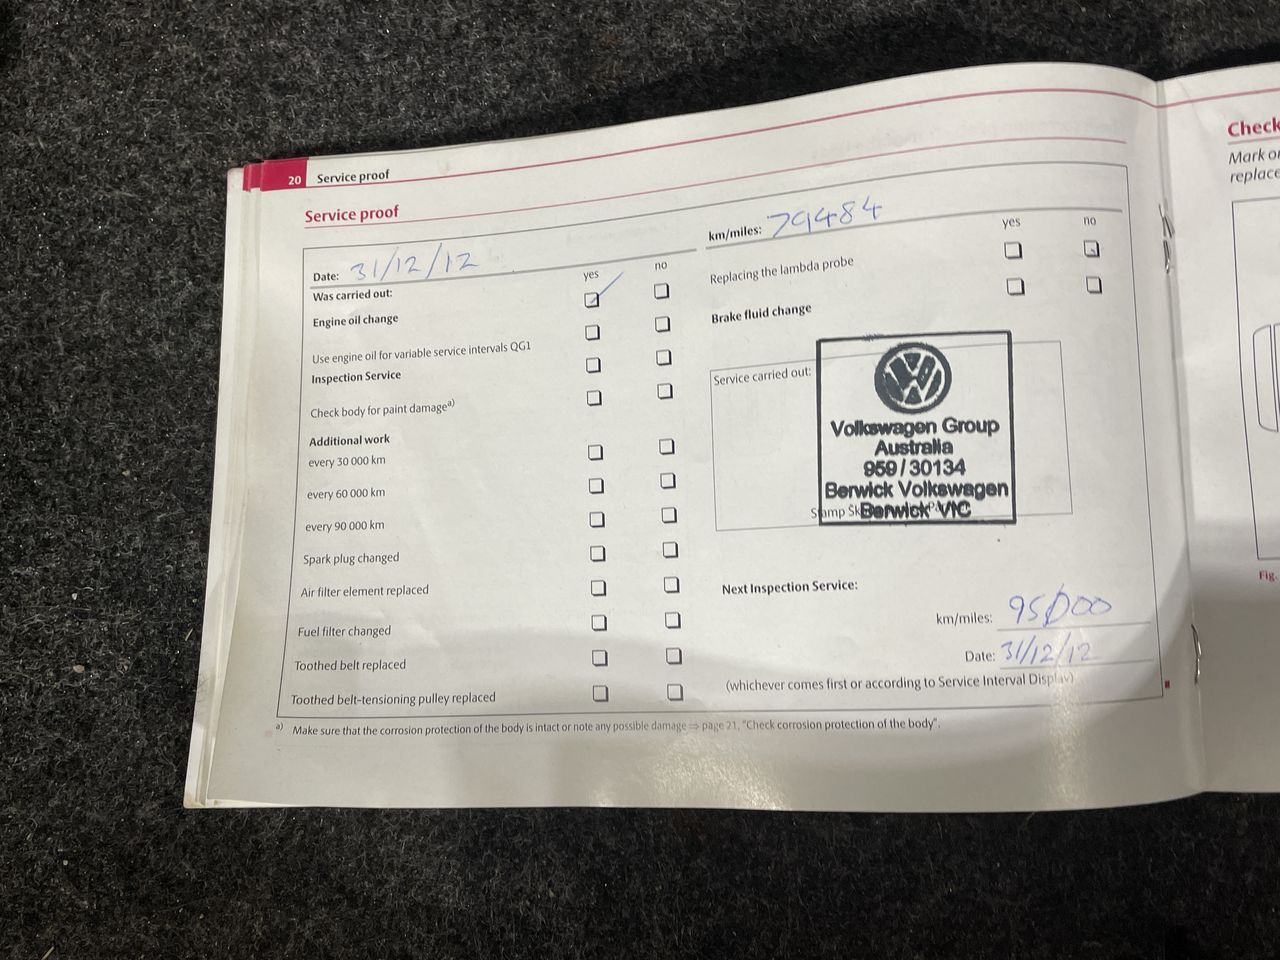 20 Service proof
Service proof
Date: 31/12/12
yes no
Was carried out:
Engine oil change
Use engine oil for variable service intervals QG1
Inspection Service
Check body for paint damage a)
Additional work
every 30 000 km
every 60 000 km
every 90 000 km
Spark plug changed
Air filter element replaced
Fuel filter changed
Toothed belt replaced
Toothed belt-tensioning pulley replaced
km/miles: 79484
yes no
Replacing the lambda probe
Brake fluid change
Service carried out:
Volkswagen Group
Australia
959 / 30134
Berwick Volkswagen
Berwick VIC
Stamp
Next Inspection Service:
km/miles: 95000
Date: 31/12/12
(whichever comes first or according to Service Interval Display)
a) Make sure that the corrosion protection of the body is intact or note any possible damage ⇒ page 21, "Check corrosion protection of the body".
Check
Mark
replace
Fig.